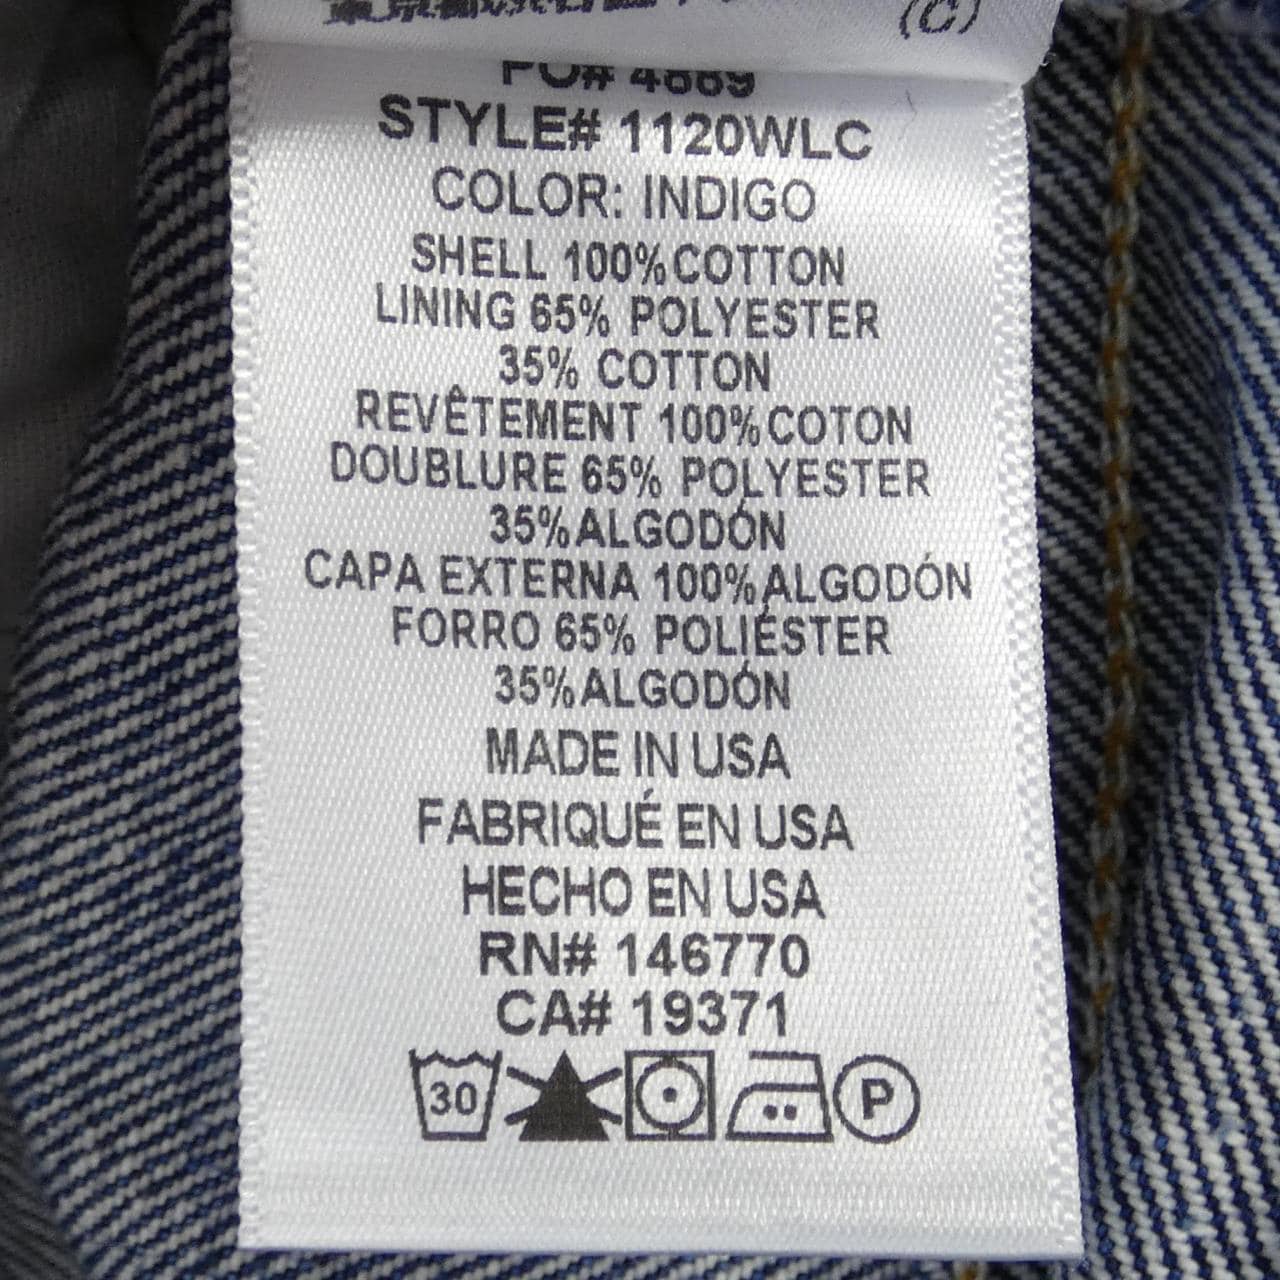 (C)
PO# 4669
STYLE# 1120WLC
COLOR: INDIGO
SHELL 100%COTTON
LINING 65% POLYESTER
35% COTTON
REVÊTEMENT 100%COTON
DOUBLURE 65% POLYESTER
35%ALGODÓN
CAPA EXTERNA 100%ALGODÓN
FORRO 65% POLIÉSTER
35%ALGODÓN
MADE IN USA
FABRIQUÉ EN USA
HECHO EN USA
RN# 146770
CA# 19371
30 P